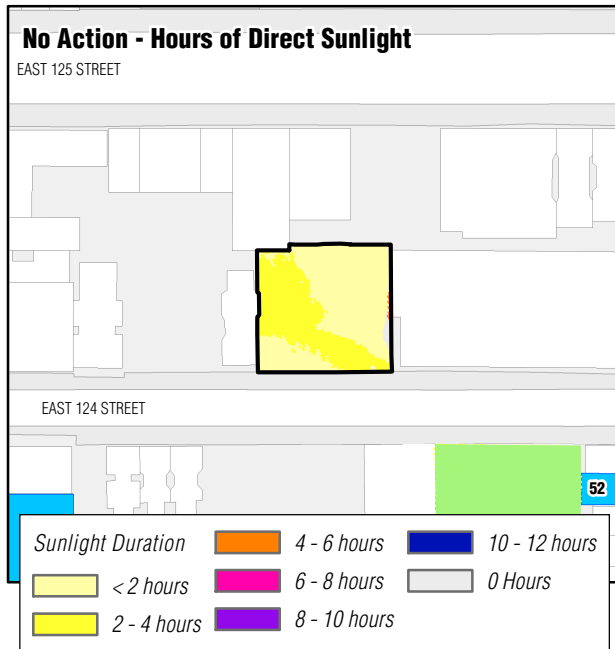 No Action - Hours of Direct Sunlight
EAST 125 STREET
EAST 124 STREET
52
Sunlight Duration
< 2 hours
2 - 4 hours
4 - 6 hours
6 - 8 hours
8 - 10 hours
10 - 12 hours
0 Hours